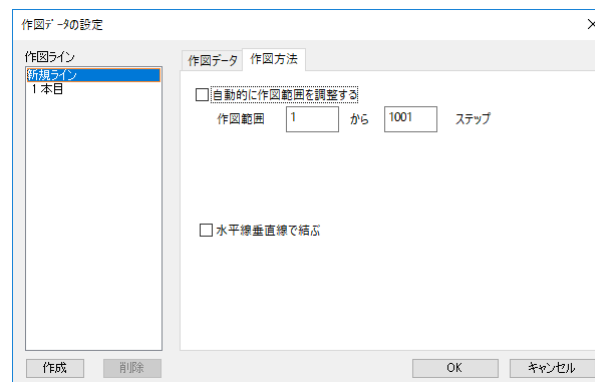 作図ﾃﾞｰﾀの設定
作図ライン
新規ライン
1 本目
作図データ
作図方法
自動的に作図範囲を調整する
作図範囲 1 から 1001 ステップ
水平線垂直線で結ぶ
作成
削除
OK
キャンセル